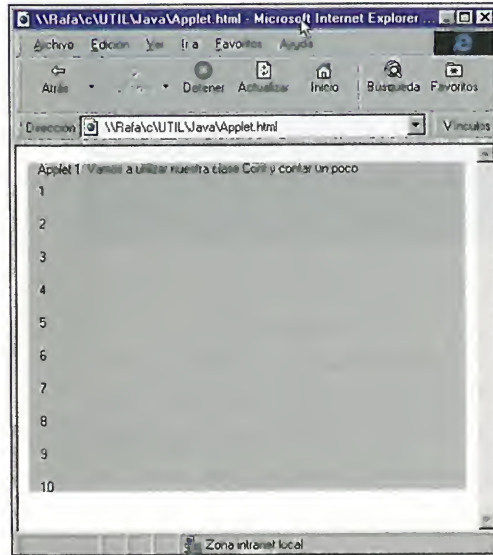 \\Rafa\c\UTIL\Java\Applet.html - Microsoft Internet Explorer ...
Archivo Edición Ver Ir a Favoritos Ayuda
Atrás Detener Actualizar Inicio Búsqueda Favoritos
Dirección \\Rafa\c\UTIL\Java\Applet.html Vínculos
Applet 1 Vamos a utilizar nuestra clase Cont y contar un poco
1
2
3
4
5
6
7
8
9
10
Zona intranet local